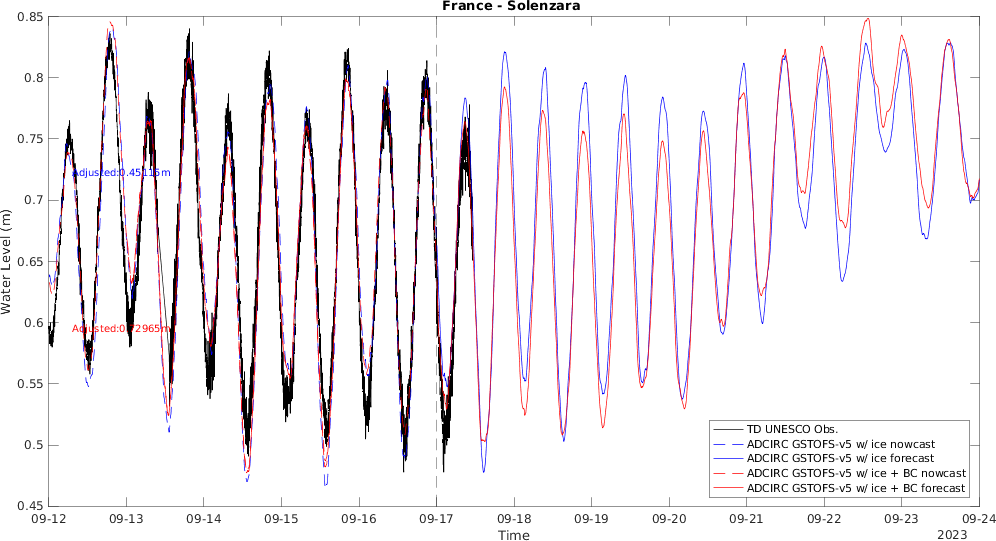 France - Solenzara
0.85
0.8
0.75
0.7
0.65
0.6
0.55
0.5
0.45
Water Level (m)
Adjusted:0.45115m
TD UNESCO Obs.
ADCIRC GSTOFS-v5 w/ ice nowcast
ADCIRC GSTOFS-v5 w/ ice forecast
ADCIRC GSTOFS-v5 w/ ice + BC nowcast
ADCIRC GSTOFS-v5 w/ ice + BC forecast
09-12 09-13 09-14 09-15 09-16 09-17 09-18 09-19 09-20 09-21 09-22 09-23 09-24
Time
2023